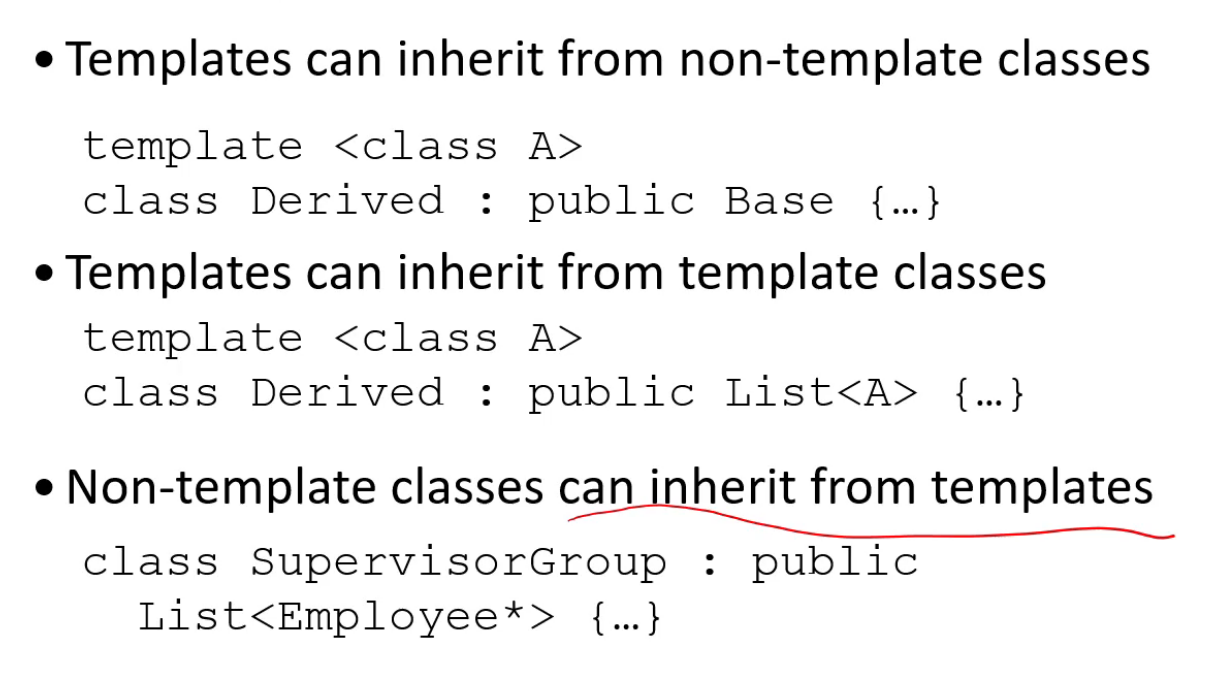 • Templates can inherit from non-template classes
template <class A>
class Derived : public Base {…}
• Templates can inherit from template classes
template <class A>
class Derived : public List<A> {…}
• Non-template classes can inherit from templates
class SupervisorGroup : public
List<Employee*> {…}